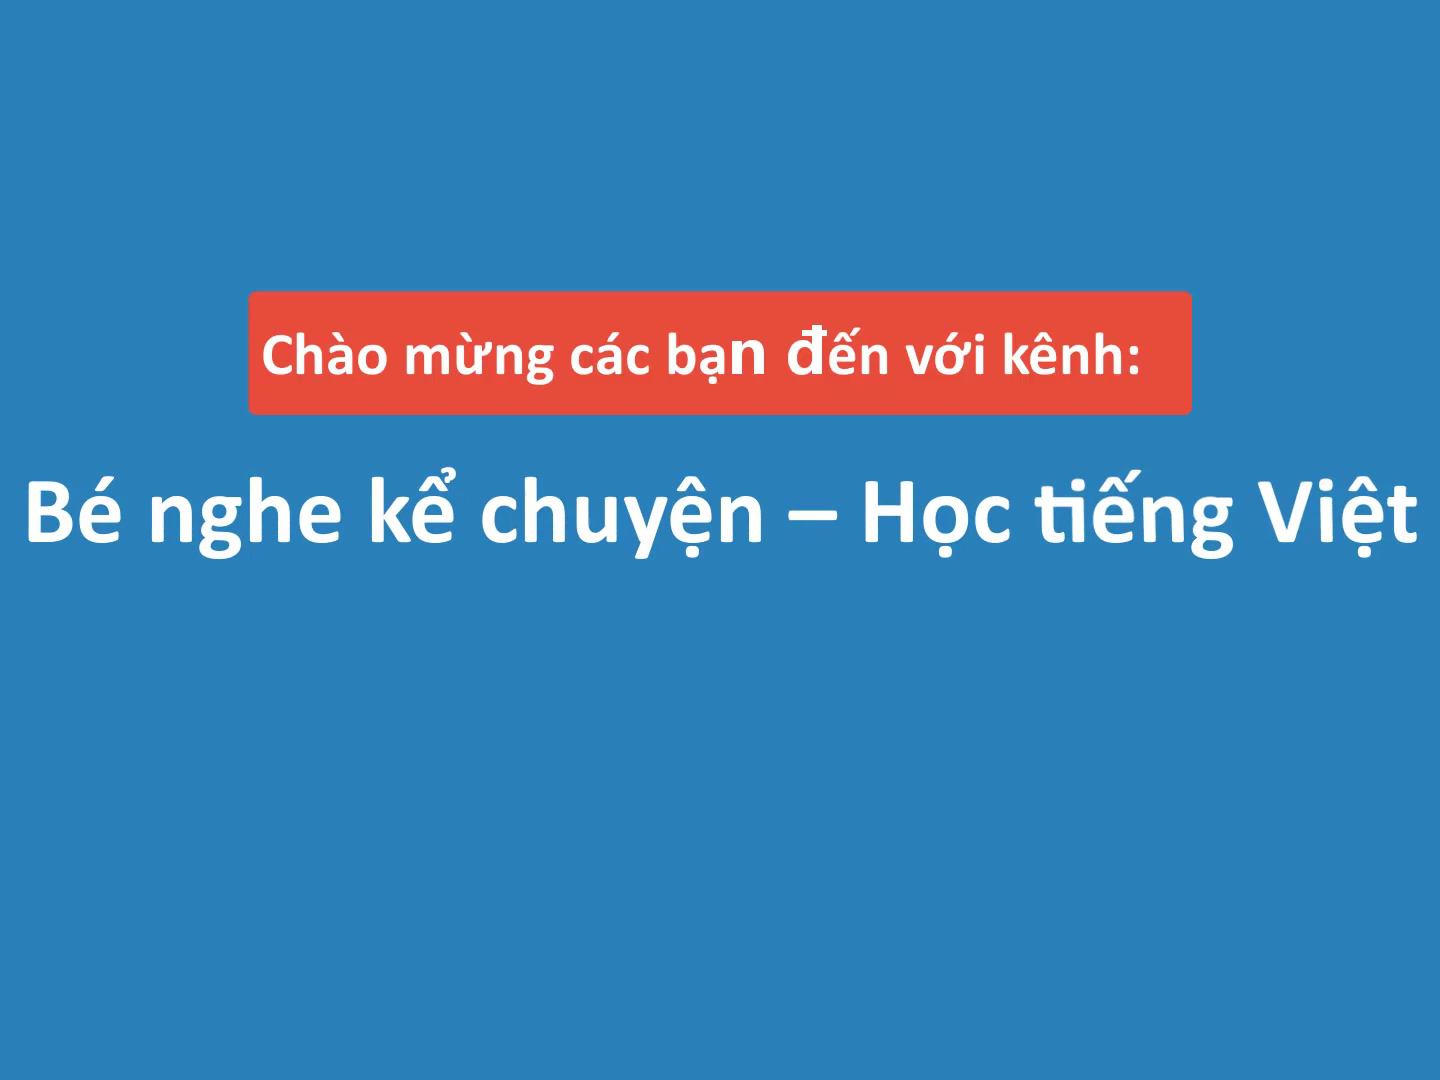 Chào mừng các bạn đến với kênh:
Bé nghe kể chuyện – Học tiếng Việt